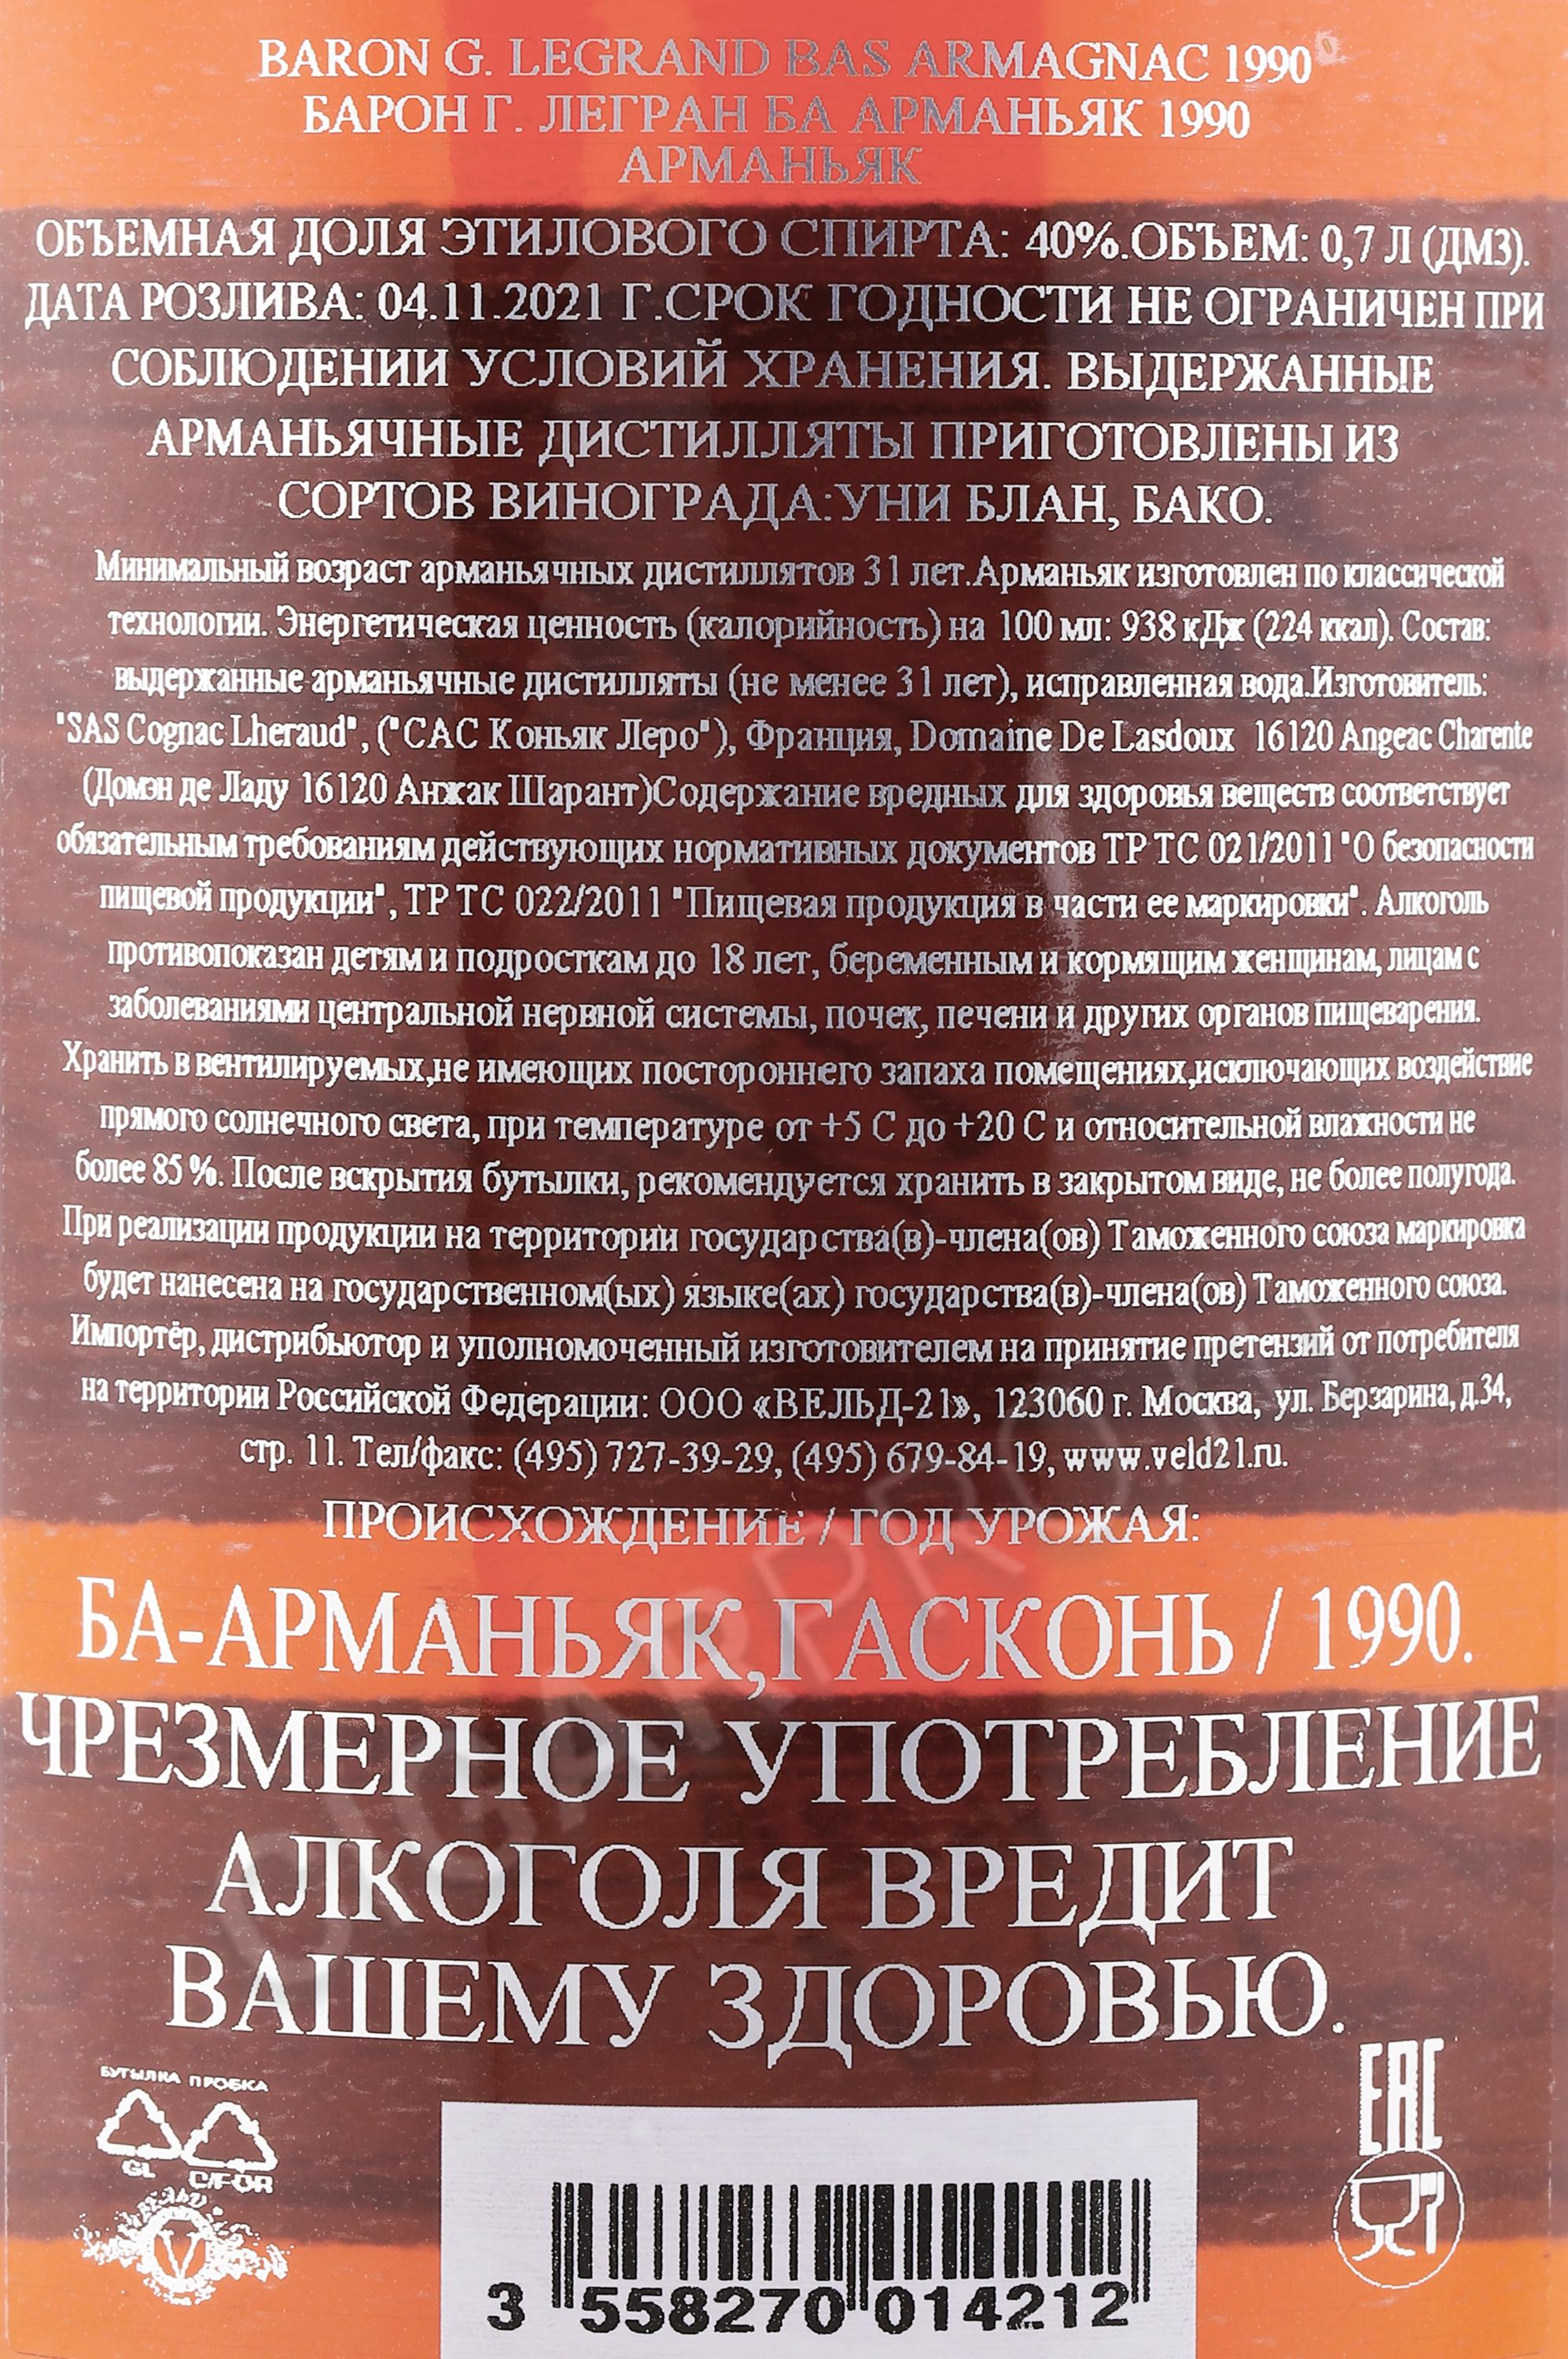 BARON G. LEGRAND BAS ARMAGNAC 1990
БАРОН Г. ЛЕГРАН БА АРМАНЬЯК 1990
АРМАНЬЯК
ОБЪЕМНАЯ ДОЛЯ ЭТИЛОВОГО СПИРТА: 40%.ОБЪЕМ: 0,7 Л (ДМ3).
ДАТА РОЗЛИВА: 04.11.2021 Г.СРОК ГОДНОСТИ НЕ ОГРАНИЧЕН ПРИ
СОБЛЮДЕНИИ УСЛОВИЙ ХРАНЕНИЯ. ВЫДЕРЖАННЫЕ
АРМАНЬЯЧНЫЕ ДИСТИЛЛЯТЫ ПРИГОТОВЛЕНЫ ИЗ
СОРТОВ ВИНОГРАДА:УНИ БЛАН, БАКО.
Минимальный возраст арманьячных дистиллятов 31 лет.Арманьяк изготовлен по классической
технологии. Энергетическая ценность (калорийность) на 100 мл: 938 кДж (224 ккал). Состав:
выдержанные арманьячные дистилляты (не менее 31 лет), исправленная вода.Изготовитель:
"SAS Cognac Lheraud", ("САС Коньяк Леро"), Франция, Domaine De Lasdoux 16120 Angeac Charente
(Домэн де Ладу 16120 Анжак Шарант)Содержание вредных для здоровья веществ соответствует
обязательным требованиям действующих нормативных документов ТР ТС 021/2011 "О безопасности
пищевой продукции", ТР ТС 022/2011 "Пищевая продукция в части ее маркировки". Алкоголь
противопоказан детям и подросткам до 18 лет, беременным и кормящим женщинам, лицам с
заболеваниями центральной нервной системы, почек, печени и других органов пищеварения.
Хранить в вентилируемых,не имеющих постороннего запаха помещениях,исключающих воздействие
прямого солнечного света, при температуре от +5 С до +20 С и относительной влажности не
более 85 %. После вскрытия бутылки, рекомендуется хранить в закрытом виде, не более полугода.
При реализации продукции на территории государства(в)-члена(ов) Таможенного союза маркировка
будет нанесена на государственном(ых) языке(ах) государства(в)-члена(ов) Таможенного союза.
Импортёр, дистрибьютор и уполномоченный изготовителем на принятие претензий от потребителя
на территории Российской Федерации: ООО «ВЕЛЬД-21», 123060 г. Москва, ул. Берзарина, д.34,
стр. 11. Тел/факс: (495) 727-39-29, (495) 679-84-19, www.veld21.ru.
ПРОИСХОЖДЕНИЕ / ГОД УРОЖАЯ:
БА-АРМАНЬЯК,ГАСКОНЬ / 1990.
ЧРЕЗМЕРНОЕ УПОТРЕБЛЕНИЕ
АЛКОГОЛЯ ВРЕДИТ
ВАШЕМУ ЗДОРОВЬЮ.
БУТЫЛКА ПРОБКА
GL C/FOR
V
EAC
3 558270 014212
CIGARPRO.RU